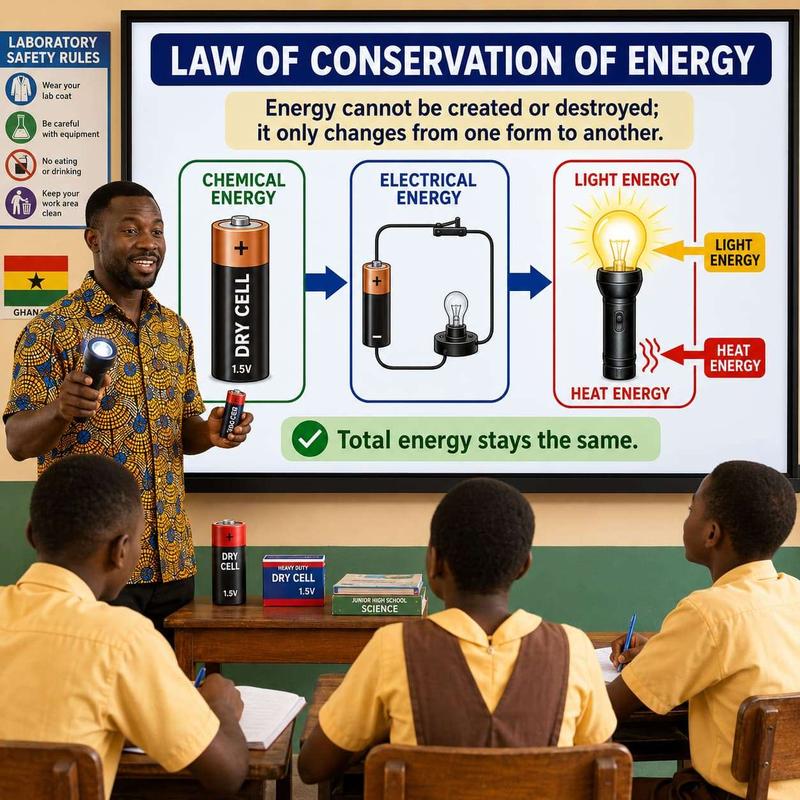 LABORATORY
SAFETY RULES
Wear your
lab coat
Be careful
with equipment
No eating
or drinking
Keep your
work area
clean
LAW OF CONSERVATION OF ENERGY
Energy cannot be created or destroyed;
it only changes from one form to another.
CHEMICAL
ENERGY
+
DRY CELL
1.5V
ELECTRICAL
ENERGY
+
-
LIGHT ENERGY
LIGHT
ENERGY
HEAT
ENERGY
HEAT ENERGY
Total energy stays the same.
+
DRY
CELL
1.5V
HEAVY DUTY
DRY CELL
1.5V
JUNIOR HIGH SCHOOL
SCIENCE